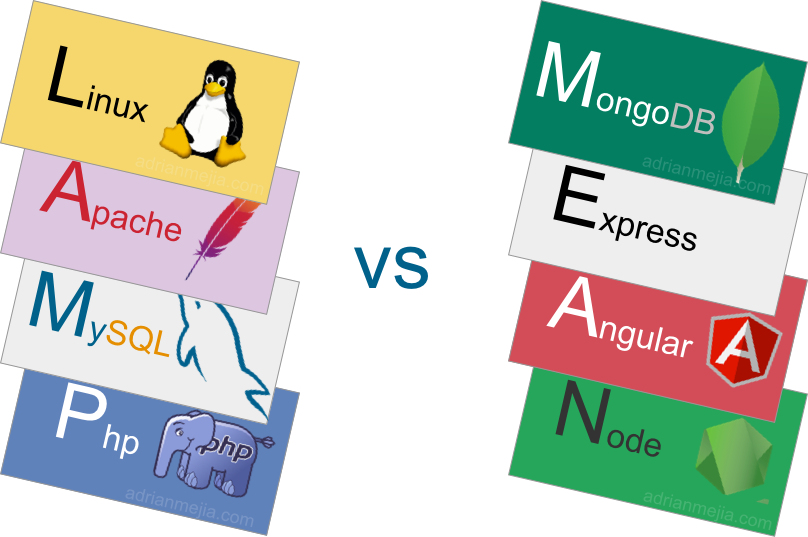 Linux
adrianmejia.com
Apache
MySQL
Php
php
adrianmejia.com
vs
MongoDB
adrianmejia.com
Express
Angular
A
Node
adrianmejia.com